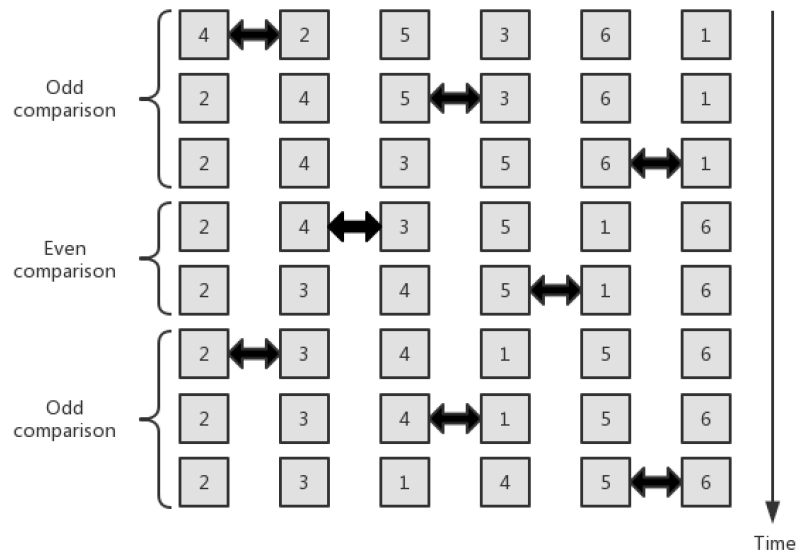 4 2 5 3 6 1
Odd
comparison
2 4 5 3 6 1
2 4 3 5 6 1
2 4 3 5 1 6
Even
comparison
2 3 4 5 1 6
2 3 4 1 5 6
Odd
comparison
2 3 4 1 5 6
2 3 1 4 5 6
Time